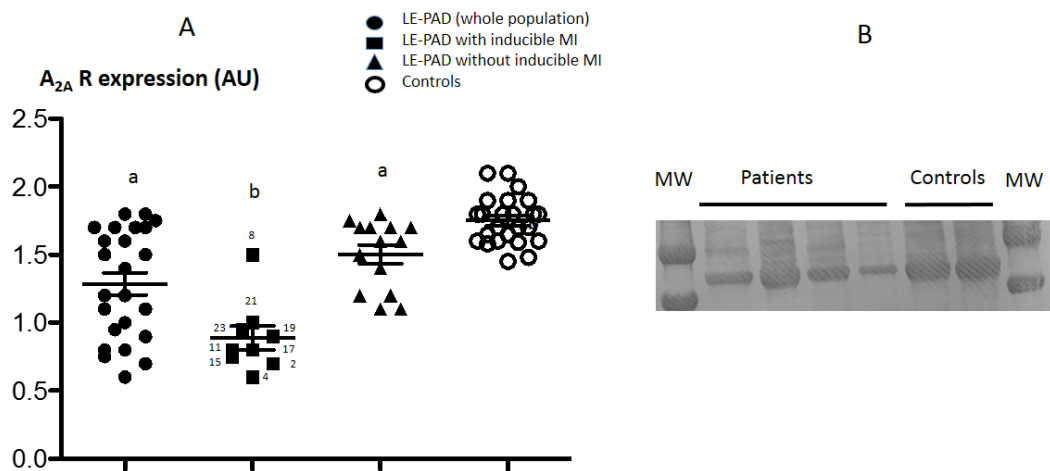 A
LE-PAD (whole population)
LE-PAD with inducible MI
LE-PAD without inducible MI
Controls
A2A R expression (AU)
2.5
2.0
1.5
1.0
0.5
0.0
a
b
a
8
21
23
19
11
17
15
2
4
B
MW
Patients
Controls
MW